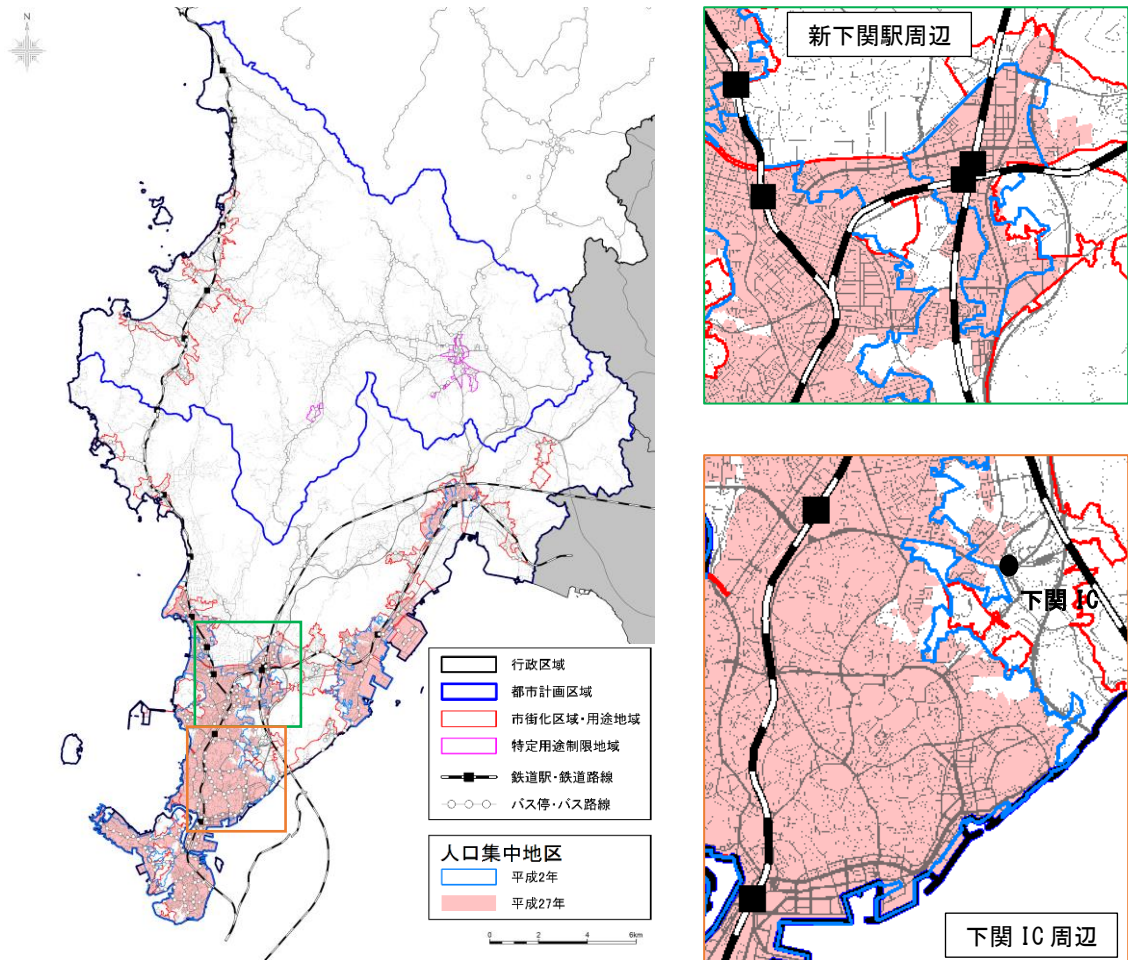 N
新下関駅周辺
下関 IC
下関 IC 周辺
行政区域
都市計画区域
市街化区域・用途地域
特定用途制限地域
鉄道駅・鉄道路線
バス停・バス路線
人口集中地区
平成2年
平成27年
0 2 4 6km